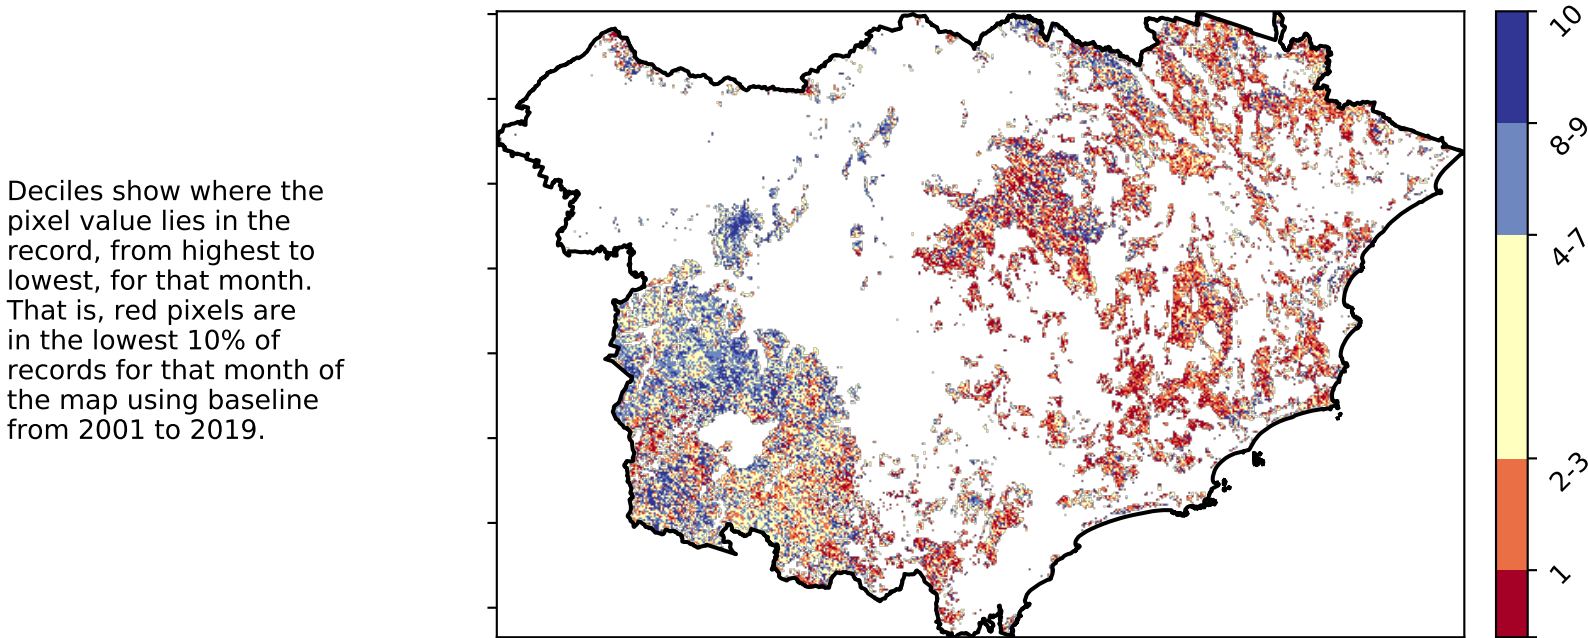 Deciles show where the
pixel value lies in the
record, from highest to
lowest, for that month.
That is, red pixels are
in the lowest 10% of
records for that month of
the map using baseline
from 2001 to 2019.
10
8-9
4-7
2-3
1